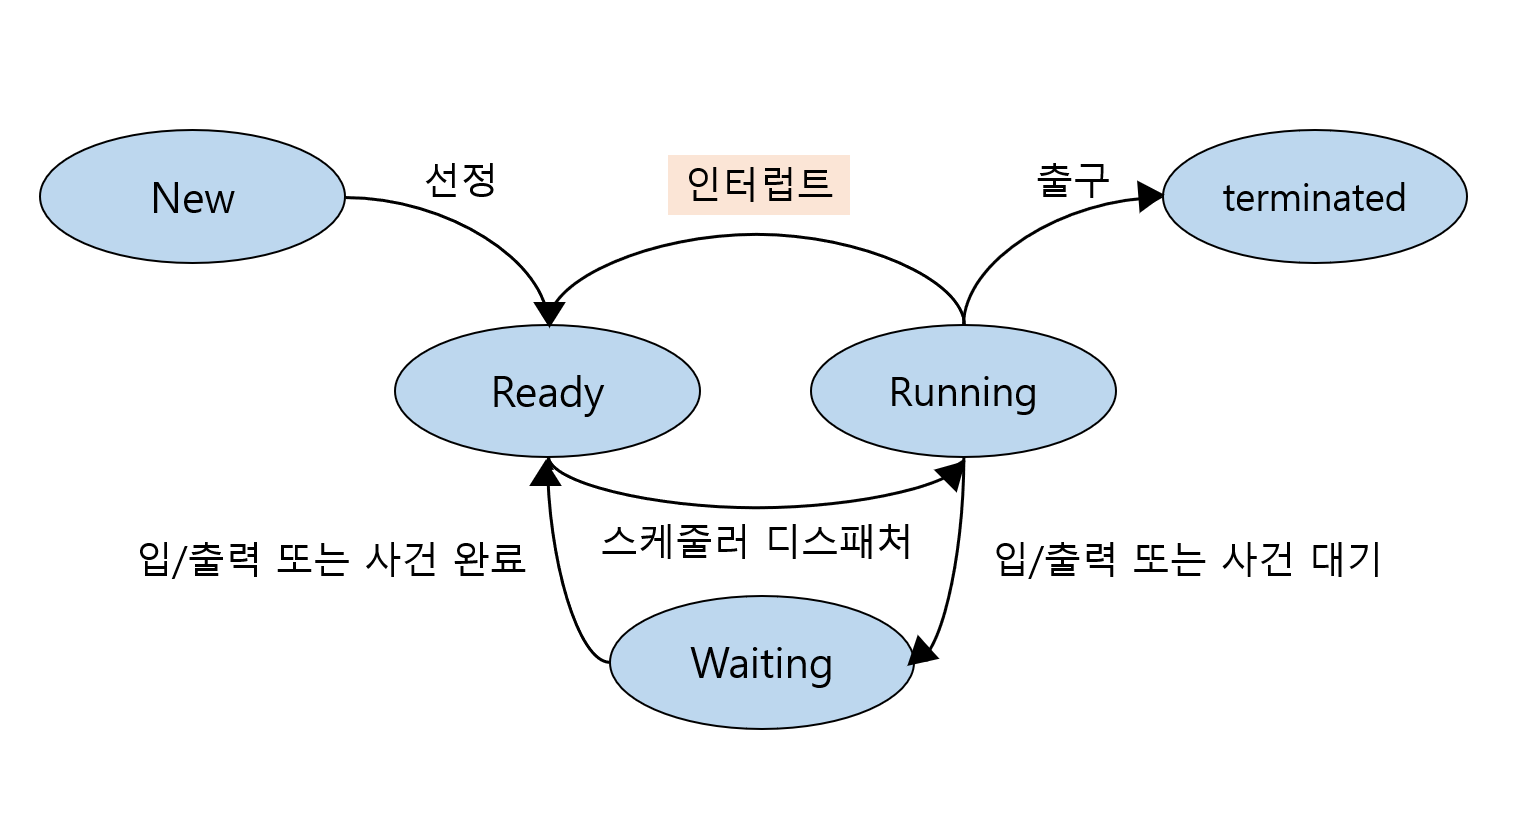 New
선정
인터럽트
출구
terminated
Ready
Running
스케줄러 디스패처
입/출력 또는 사건 완료
입/출력 또는 사건 대기
Waiting